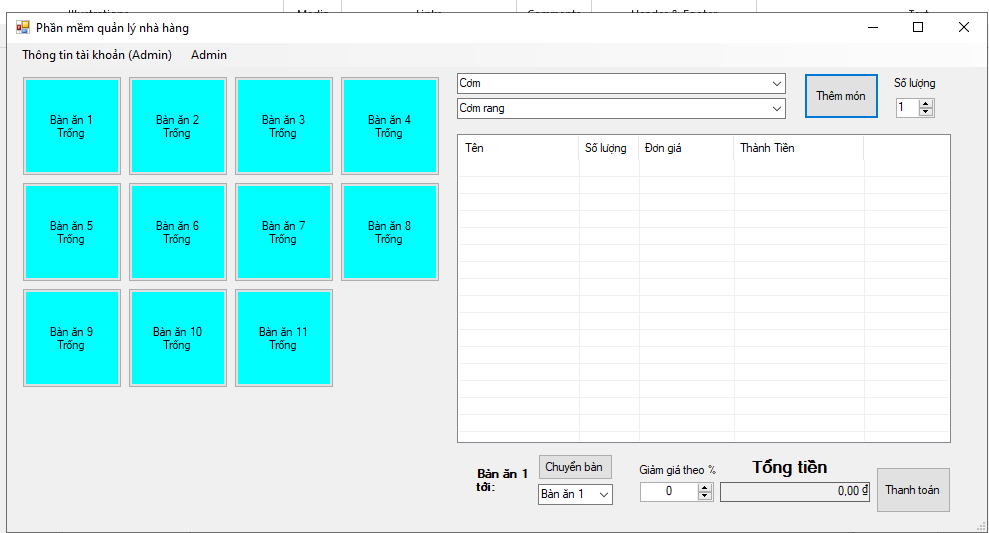 Phần mềm quản lý nhà hàng
Thông tin tài khoản (Admin) Admin
Bàn ăn 1
Trống
Bàn ăn 2
Trống
Bàn ăn 3
Trống
Bàn ăn 4
Trống
Bàn ăn 5
Trống
Bàn ăn 6
Trống
Bàn ăn 7
Trống
Bàn ăn 8
Trống
Bàn ăn 9
Trống
Bàn ăn 10
Trống
Bàn ăn 11
Trống
Cơm
Cơm rang
Thêm món
Số lượng
1
Tên Số lượng Đơn giá Thành Tiền
Bàn ăn 1
tới:
Chuyển bàn
Bàn ăn 1
Giảm giá theo %
0
Tổng tiền
0,00 ₫
Thanh toán